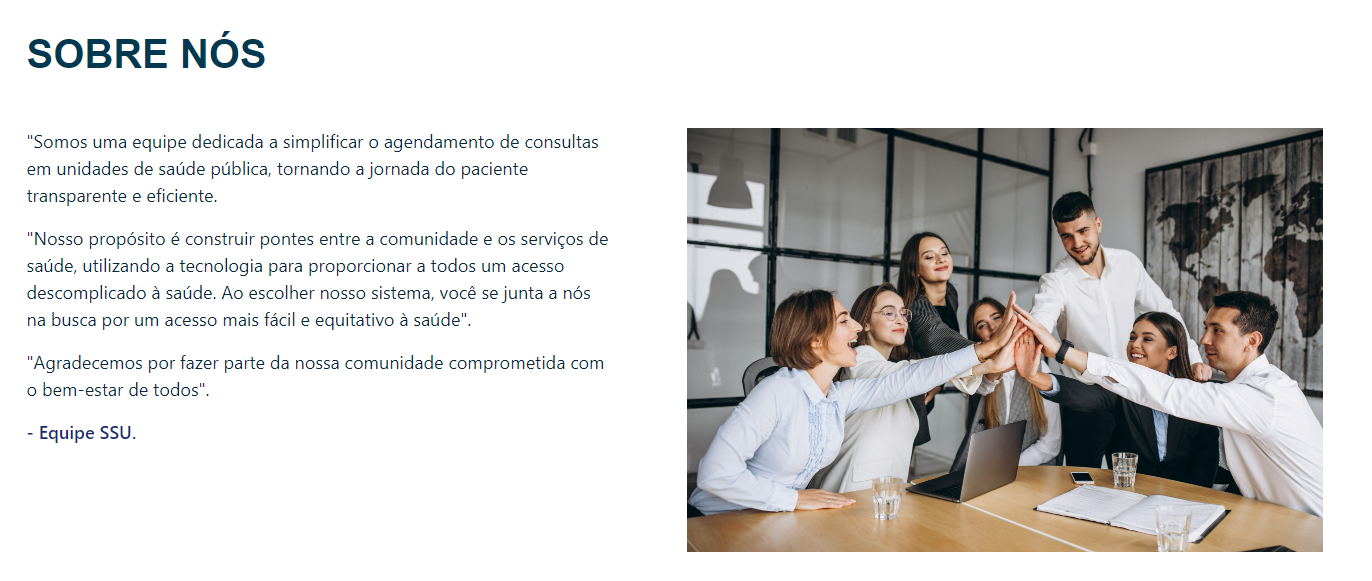 SOBRE NÓS
"Somos uma equipe dedicada a simplificar o agendamento de consultas
em unidades de saúde pública, tornando a jornada do paciente
transparente e eficiente.
"Nosso propósito é construir pontes entre a comunidade e os serviços de
saúde, utilizando a tecnologia para proporcionar a todos um acesso
descomplicado à saúde. Ao escolher nosso sistema, você se junta a nós
na busca por um acesso mais fácil e equitativo à saúde".
"Agradecemos por fazer parte da nossa comunidade comprometida com
o bem-estar de todos".
- Equipe SSU.